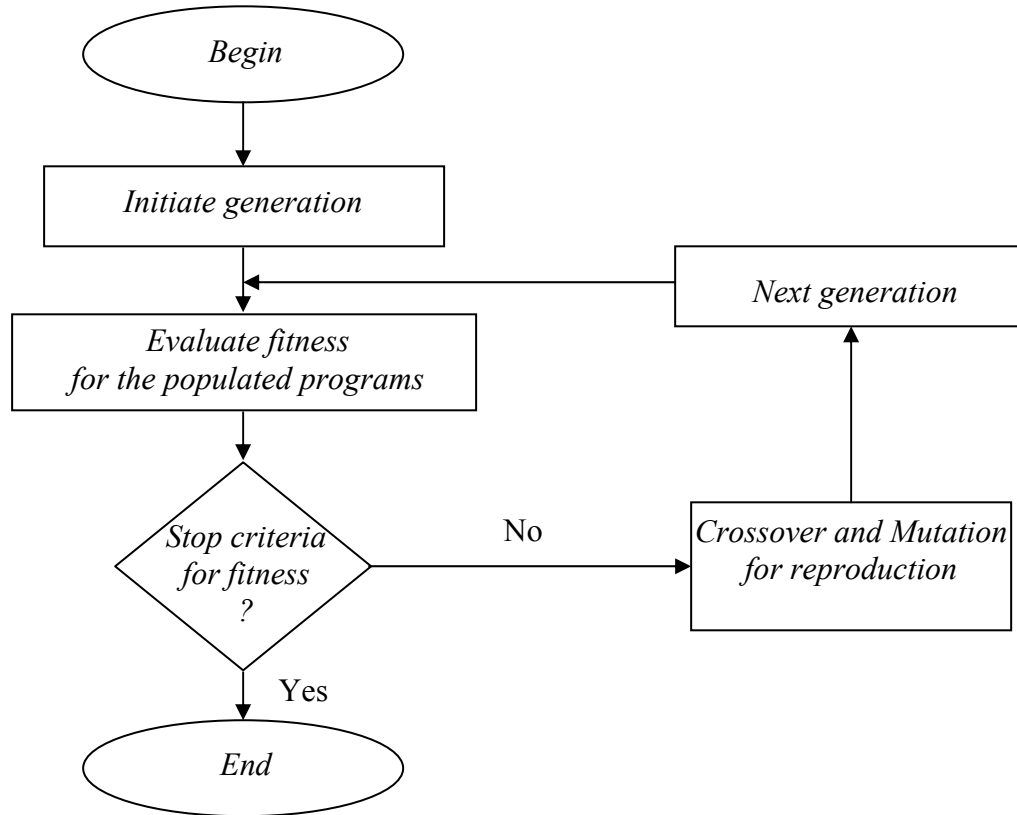 Begin
Initiate generation
Next generation
Evaluate fitness
for the populated programs
Stop criteria
for fitness
?
No
Crossover and Mutation
for reproduction
Yes
End